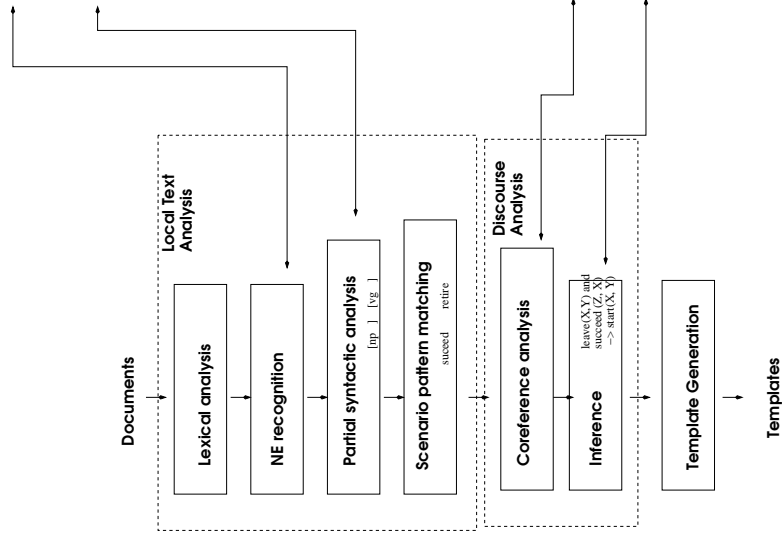 Documents
Local Text
Analysis
Lexical analysis
NE recognition
Partial syntactic analysis
[np ] [vg ]
Scenario pattern matching
suceed retire
Discourse
Analysis
Coreference analysis
Inference
leave(X,Y) and
succeed (Z, X)
-> start(X, Y)
Template Generation
Templates